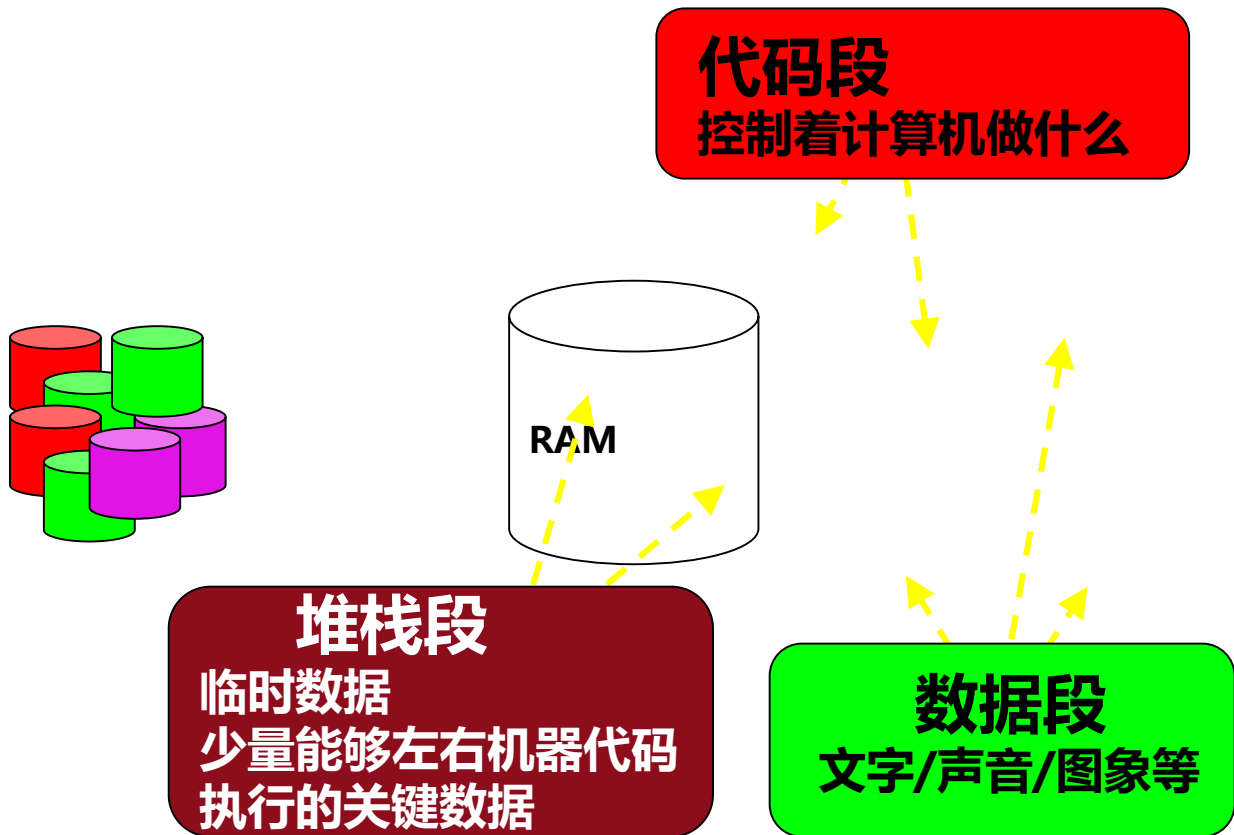 代码段
控制着计算机做什么
RAM
堆栈段
临时数据
少量能够左右机器代码
执行的关键数据
数据段
文字/声音/图象等